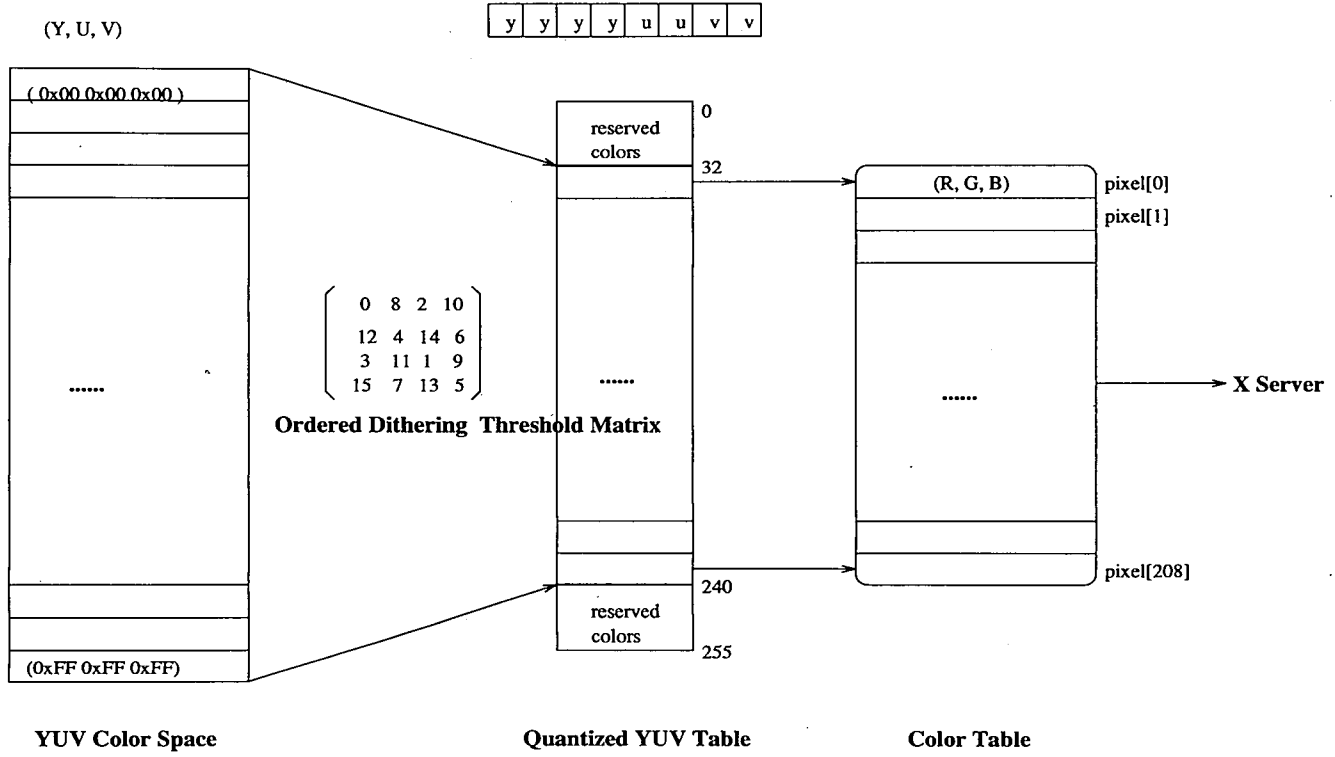 (Y, U, V)
y y y y u u v v
( 0x00 0x00 0x00 )
0
reserved
colors
32
(R, G, B)
pixel[0]
pixel[1]
0 8 2 10
12 4 14 6
3 11 1 9
15 7 13 5
......
......
......
X Server
Ordered Dithering Threshold Matrix
pixel[208]
240
reserved
colors
255
(0xFF 0xFF 0xFF)
YUV Color Space
Quantized YUV Table
Color Table